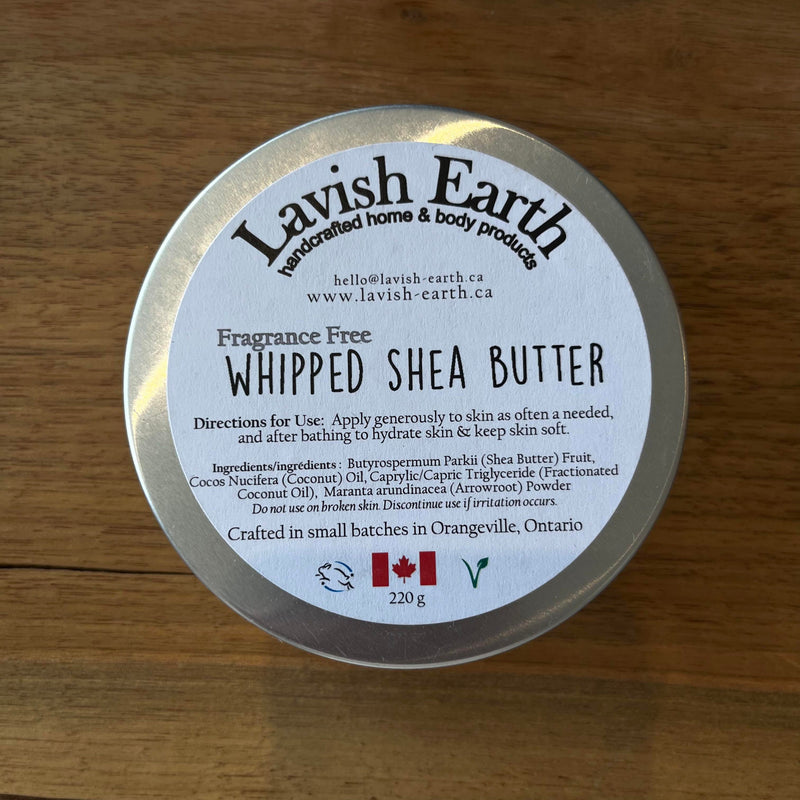 Lavish Earth
handcrafted home & body products
hello@lavish-earth.ca
www.lavish-earth.ca
Fragrance Free
WHIPPED SHEA BUTTER
Directions for Use: Apply generously to skin as often a needed,
and after bathing to hydrate skin & keep skin soft.
Ingredients/ingrédients : Butyrospermum Parkii (Shea Butter) Fruit,
Cocos Nucifera (Coconut) Oil, Caprylic/Capric Triglyceride (Fractionated
Coconut Oil), Maranta arundinacea (Arrowroot) Powder
Do not use on broken skin. Discontinue use if irritation occurs.
Crafted in small batches in Orangeville, Ontario
220 g